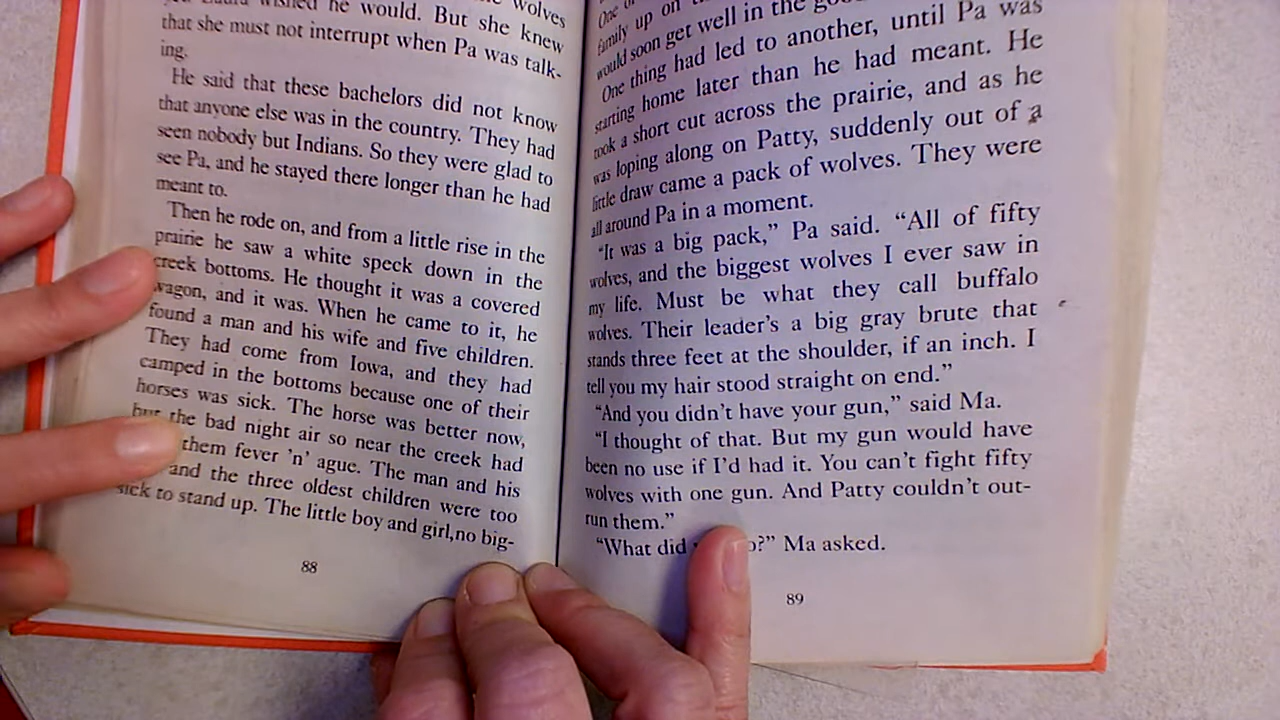 wolves
he would. But she knew
that she must not interrupt when Pa was talk-
ing.
He said that these bachelors did not know
that anyone else was in the country. They had
seen nobody but Indians. So they were glad to
see Pa, and he stayed there longer than he had
meant to.
Then he rode on, and from a little rise in the
prairie he saw a white speck down in the
creek bottoms. He thought it was a covered
wagon, and it was. When he came to it, he
found a man and his wife and five children.
They had come from Iowa, and they had
camped in the bottoms because one of their
horses was sick. The horse was better now,
but the bad night air so near the creek had
them fever ’n’ ague. The man and his
and the three oldest children were too
sick to stand up. The little boy and girl, no big-
88
One
family up on
would soon get well in the
One thing had led to another, until Pa was
starting home later than he had meant. He
took a short cut across the prairie, and as he
was loping along on Patty, suddenly out of a
little draw came a pack of wolves. They were
all around Pa in a moment.
“It was a big pack,” Pa said. “All of fifty
wolves, and the biggest wolves I ever saw in
my life. Must be what they call buffalo
wolves. Their leader’s a big gray brute that
stands three feet at the shoulder, if an inch. I
tell you my hair stood straight on end.”
“And you didn’t have your gun,” said Ma.
“I thought of that. But my gun would have
been no use if I’d had it. You can’t fight fifty
wolves with one gun. And Patty couldn’t out-
run them.”
“What did ?” Ma asked.
89